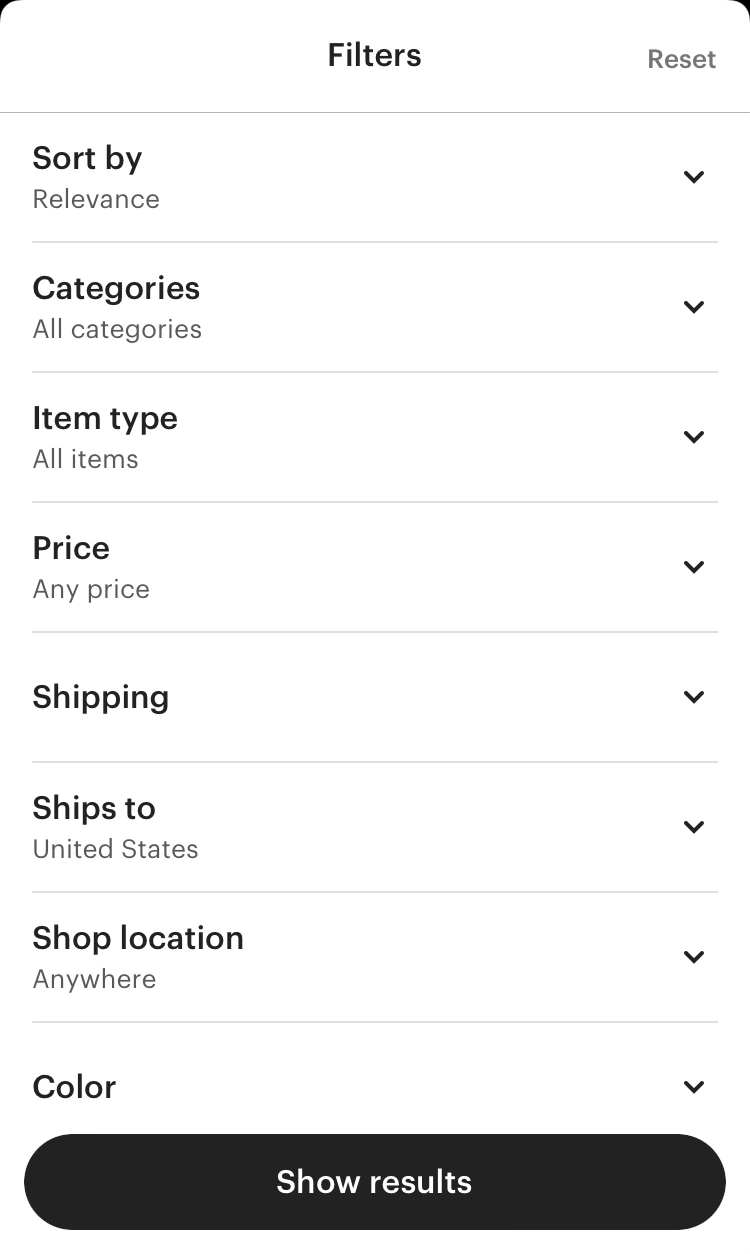 Filters
Reset
Sort by
Relevance
Categories
All categories
Item type
All items
Price
Any price
Shipping
Ships to
United States
Shop location
Anywhere
Color
Show results